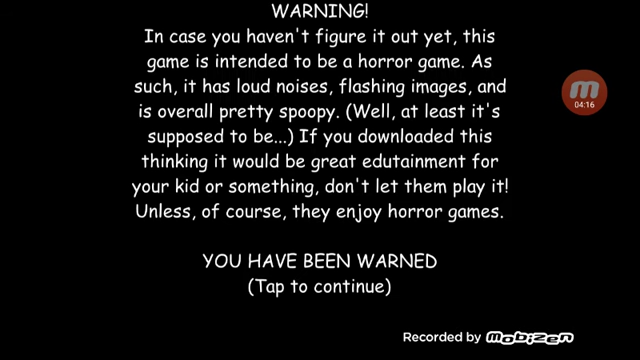 WARNING!
In case you haven't figure it out yet, this
game is intended to be a horror game. As
such, it has loud noises, flashing images, and
is overall pretty spoopy. (Well, at least it's
supposed to be...) If you downloaded this
thinking it would be great edutainment for
your kid or something, don't let them play it!
Unless, of course, they enjoy horror games.
04:16
YOU HAVE BEEN WARNED
(Tap to continue)
Recorded by mobizen